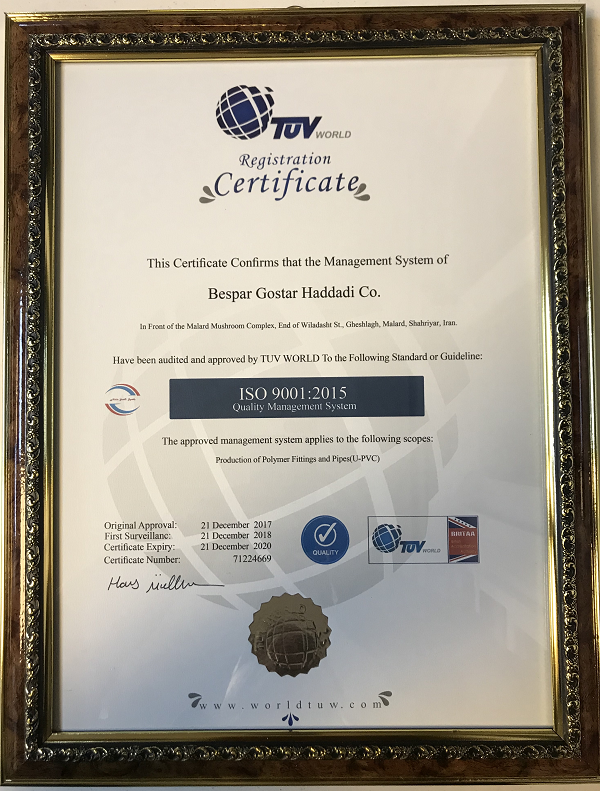 TUV WORLD
Registration
Certificate
This Certificate Confirms that the Management System of
Bespar Gostar Haddadi Co.
In Front of the Malard Mushroom Complex, End of Wiladasht St., Gheshlagh, Malard, Shahriyar, Iran.
Have been audited and approved by TUV WORLD To the Following Standard or Guideline:
ISO 9001:2015
Quality Management System
The approved management system applies to the following scopes:
Production of Polymer Fittings and Pipes(U-PVC)
Original Approval: 21 December 2017
First Surveillanc: 21 December 2018
Certificate Expiry: 21 December 2020
Certificate Number: 71224669
QUALITY
TUV WORLD
www.worldtuw.com